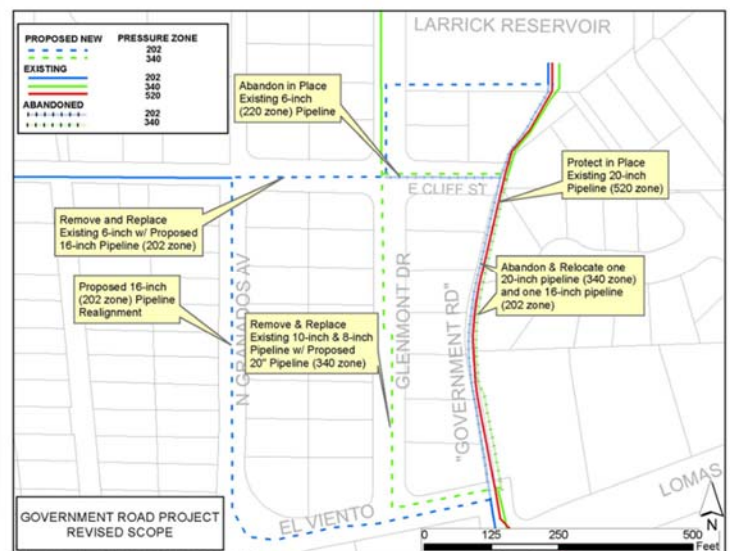 LARRICK RESERVOIR
PROPOSED NEW PRESSURE ZONE
202
340
EXISTING
202
340
520
ABANDONED
202
340
Abandon in Place
Existing 6-inch
(220 zone) Pipeline
Protect in Place
Existing 20-inch
Pipeline (520 zone)
E CLIFF ST
Remove and Replace
Existing 6-inch w/ Proposed
16-inch Pipeline (202 zone)
Abandon & Relocate one
20-inch pipeline (340 zone)
and one 16-inch pipeline
(202 zone)
Proposed 16-inch
(202 zone) Pipeline
Realignment
N GRANADOS AV
Remove & Replace
Existing 10-inch & 8-inch
Pipeline w/ Proposed
20" Pipeline (340 zone)
GLENMONT DR
"GOVERNMENT RD"
LOMAS
EL VIENTO
GOVERNMENT ROAD PROJECT
REVISED SCOPE
N
0 125 250 500
Feet